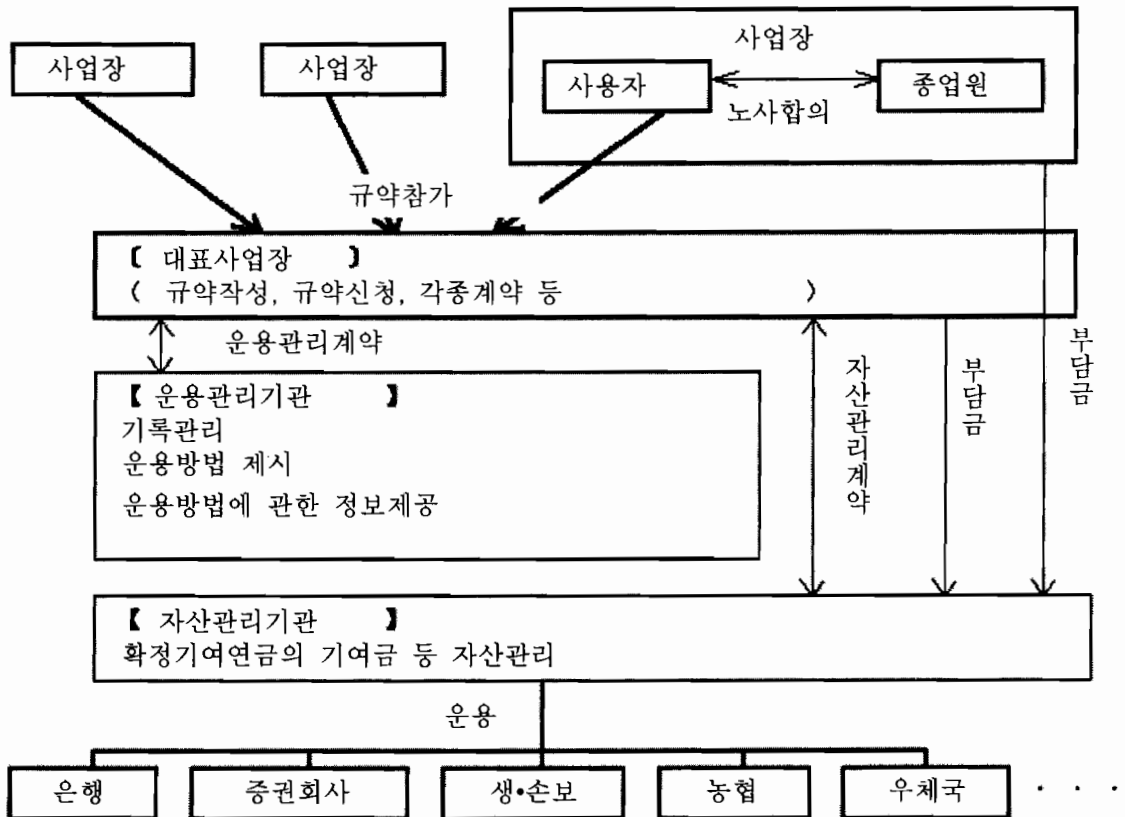 사업장
사업장
사업장
사용자
종업원
노사합의
규약참가
〔 대표사업장 〕
( 규약작성, 규약신청, 각종계약 등 )
운용관리계약
자산관리계약
부담금
부담금
【 운용관리기관 】
기록관리
운용방법 제시
운용방법에 관한 정보제공
【 자산관리기관 】
확정기여연금의 기여금 등 자산관리
운용
은행
증권회사
생•손보
농협
우체국
· · ·